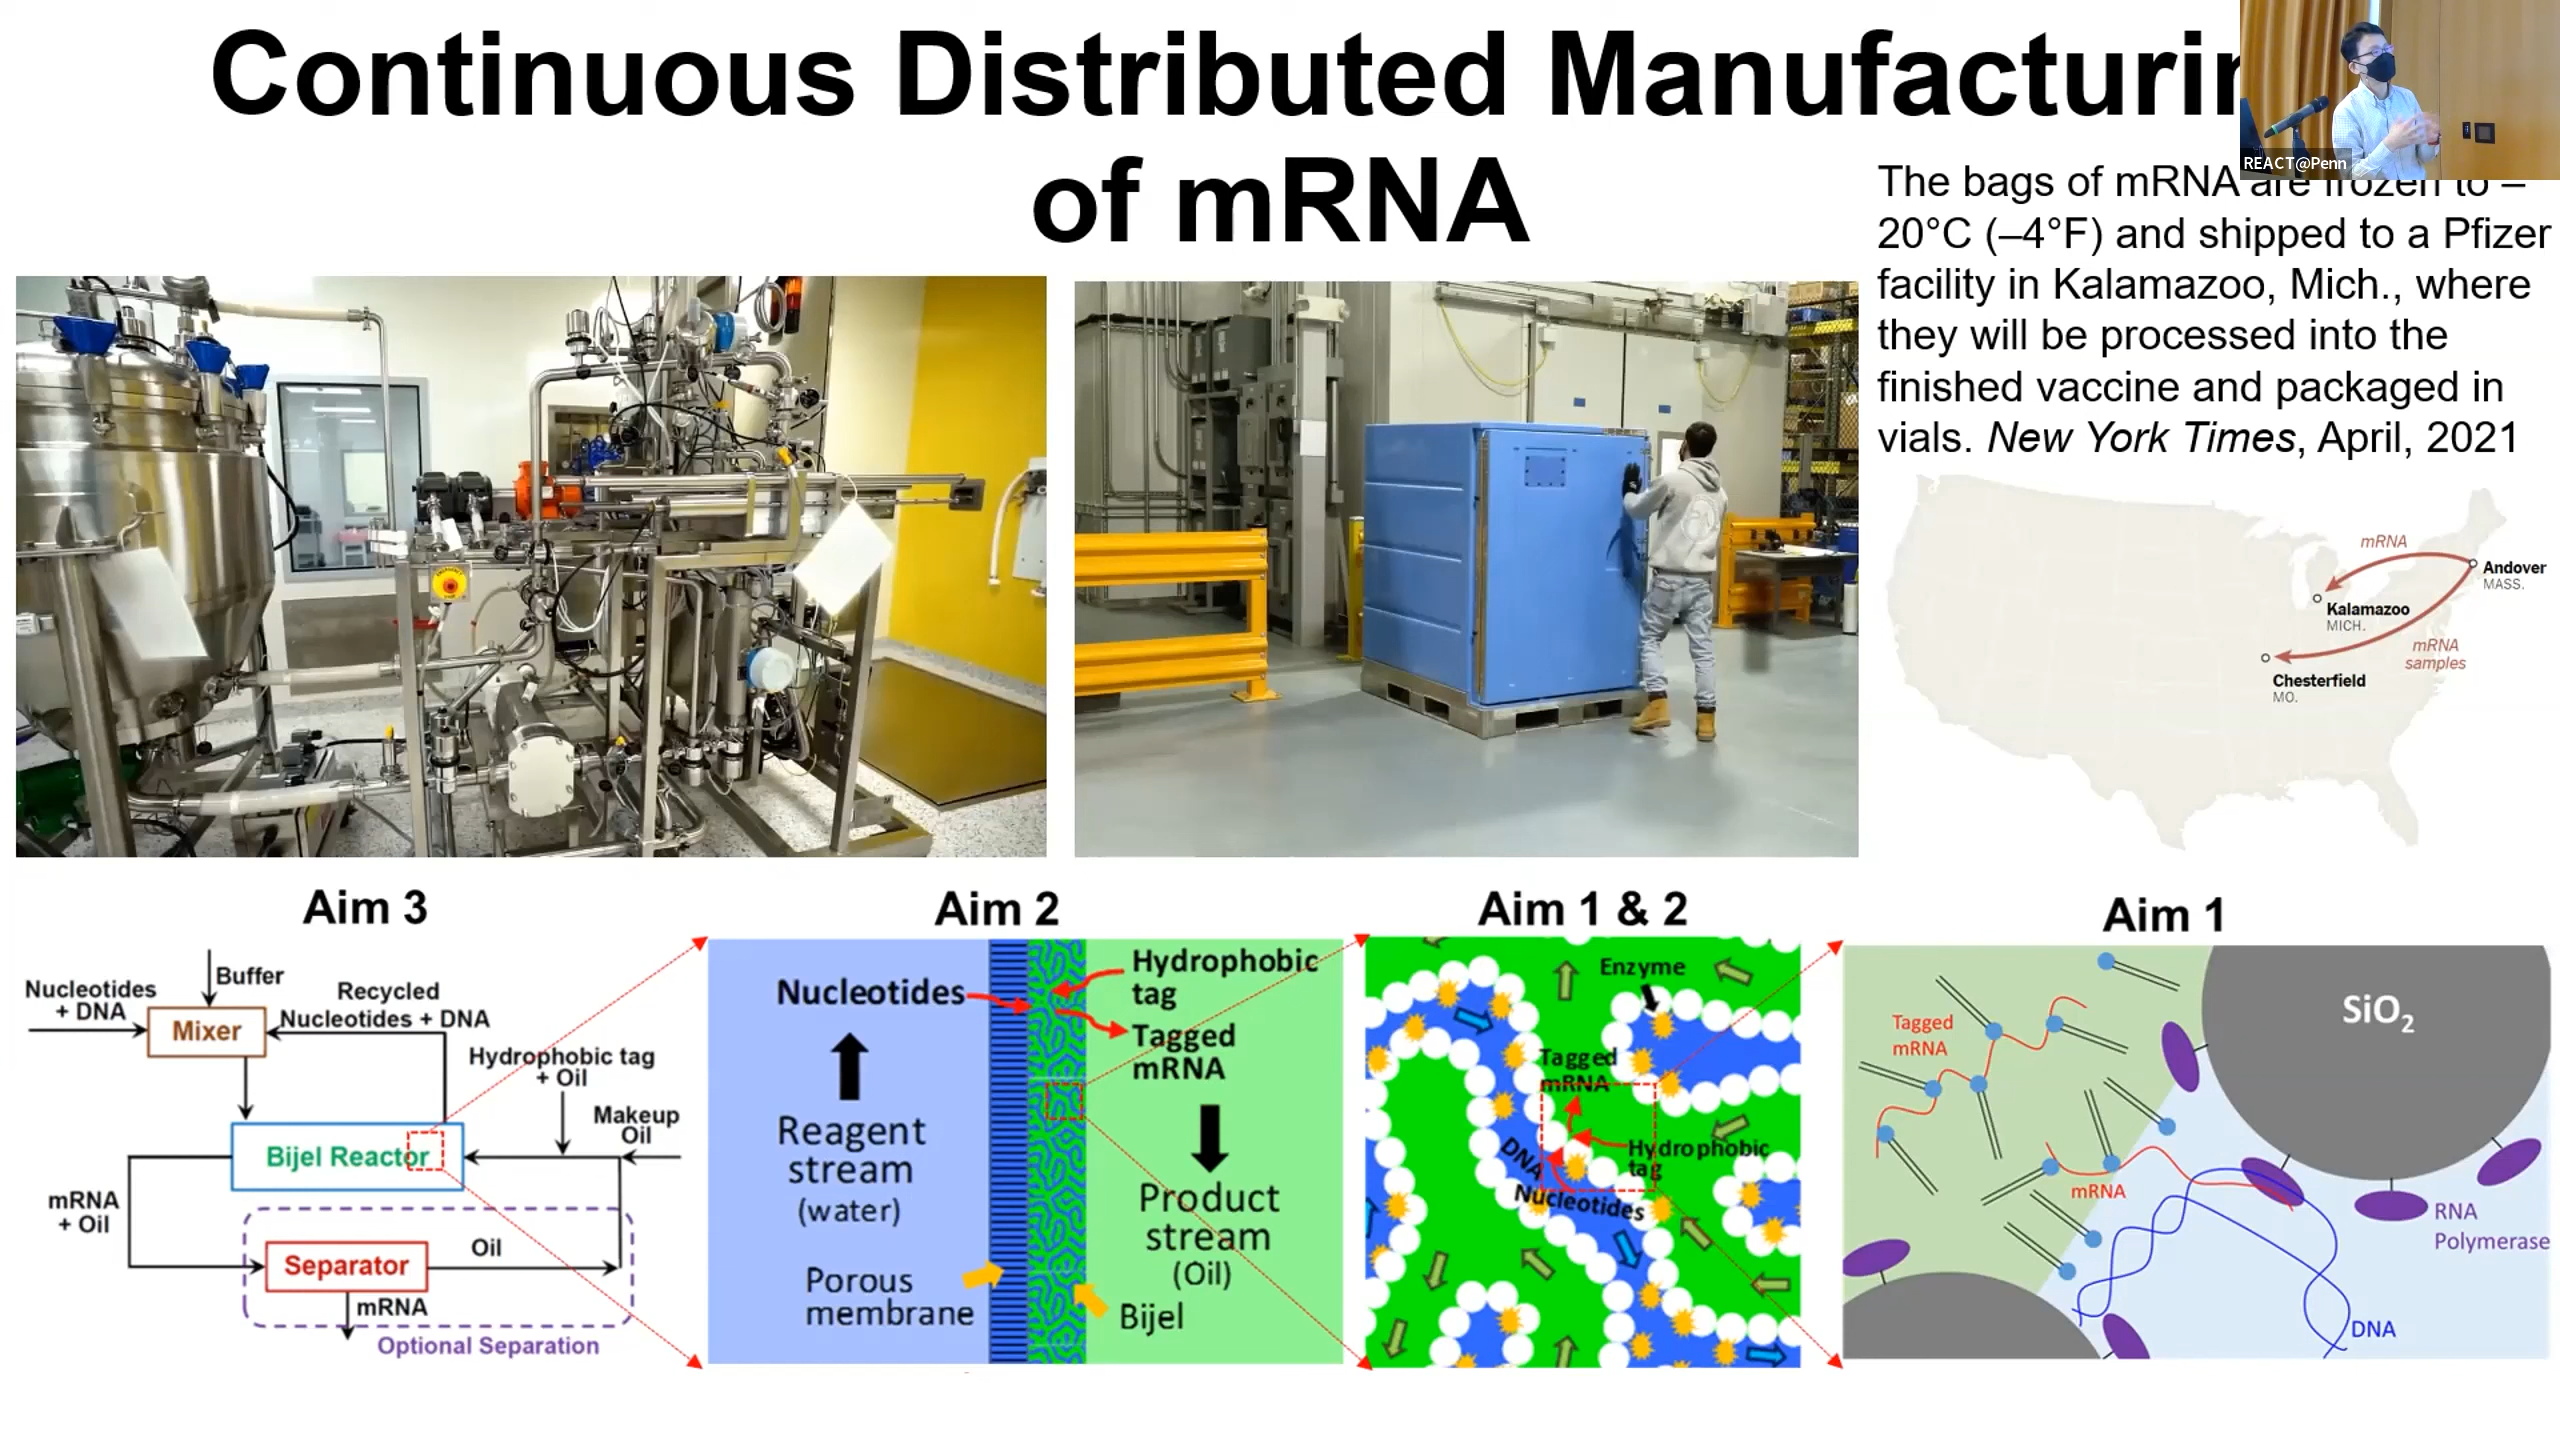 Continuous Distributed Manufacturin
of mRNA
REACT@Penn
The bags of mRNA are frozen to –
20°C (–4°F) and shipped to a Pfizer
facility in Kalamazoo, Mich., where
they will be processed into the
finished vaccine and packaged in
vials. New York Times, April, 2021
mRNA
Andover
MASS.
Kalamazoo
MICH.
mRNA
samples
Chesterfield
MO.
Aim 3
Buffer
Nucleotides
+ DNA
Mixer
Recycled
Nucleotides + DNA
Hydrophobic tag
+ Oil
Makeup
Oil
Bijel Reactor
mRNA
+ Oil
Separator
Oil
mRNA
Optional Separation
Aim 2
Nucleotides
Hydrophobic
tag
Tagged
mRNA
Reagent
stream
(water)
Product
stream
(Oil)
Porous
membrane
Bijel
Aim 1 & 2
Enzyme
Tagged
mRNA
Hydrophobic
tag
DNA
Nucleotides
Aim 1
SiO2
Tagged
mRNA
mRNA
RNA
Polymerase
DNA